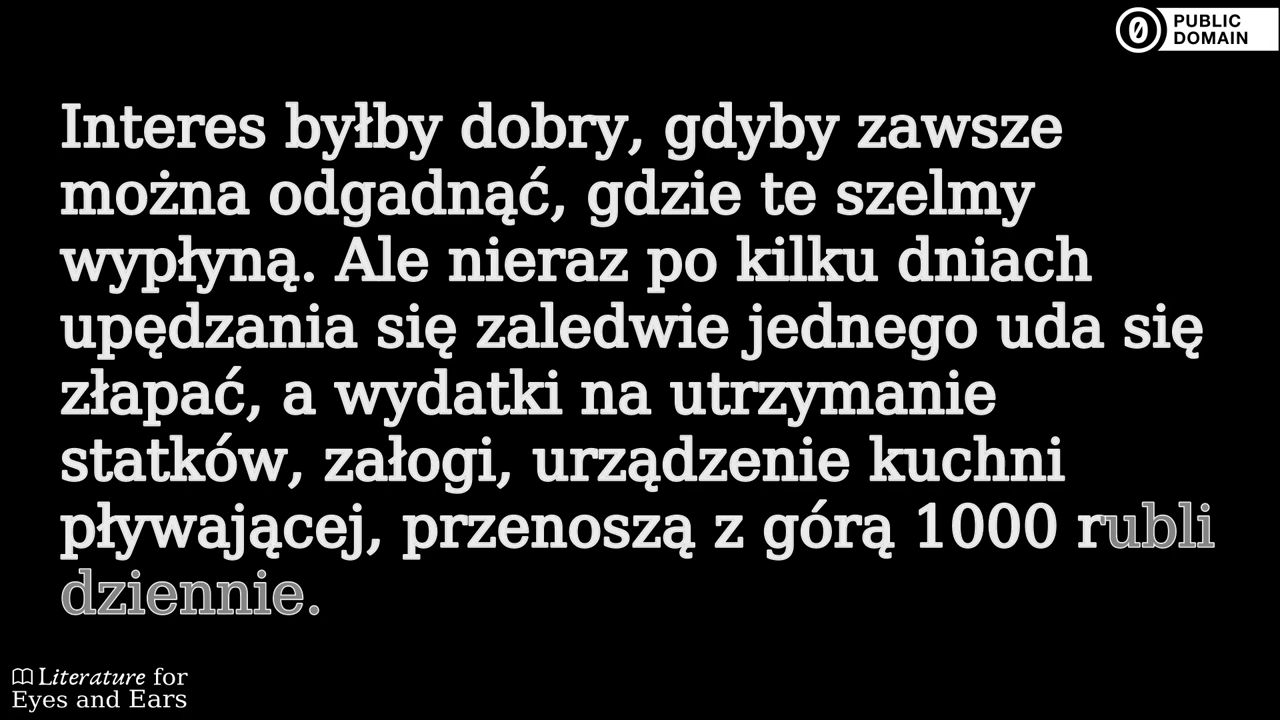 PUBLIC
DOMAIN
Interes byłby dobry, gdyby zawsze
można odgadnąć, gdzie te szelmy
wypłyną. Ale nieraz po kilku dniach
upędzania się zaledwie jednego uda się
złapać, a wydatki na utrzymanie
statków, załogi, urządzenie kuchni
pływającej, przenoszą z górą 1000 rubli
dziennie.
Literature for
Eyes and Ears